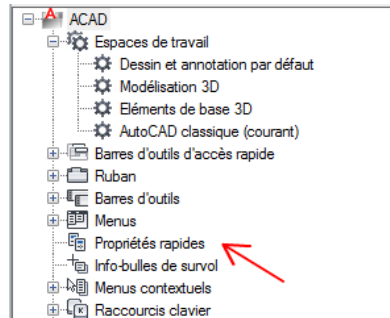 ACAD
Espaces de travail
Dessin et annotation par défaut
Modélisation 3D
Eléments de base 3D
AutoCAD classique (courant)
Barres d'outils d'accès rapide
Ruban
Barres d'outils
Menus
Propriétés rapides
Info-bulles de survol
Menus contextuels
Raccourcis clavier